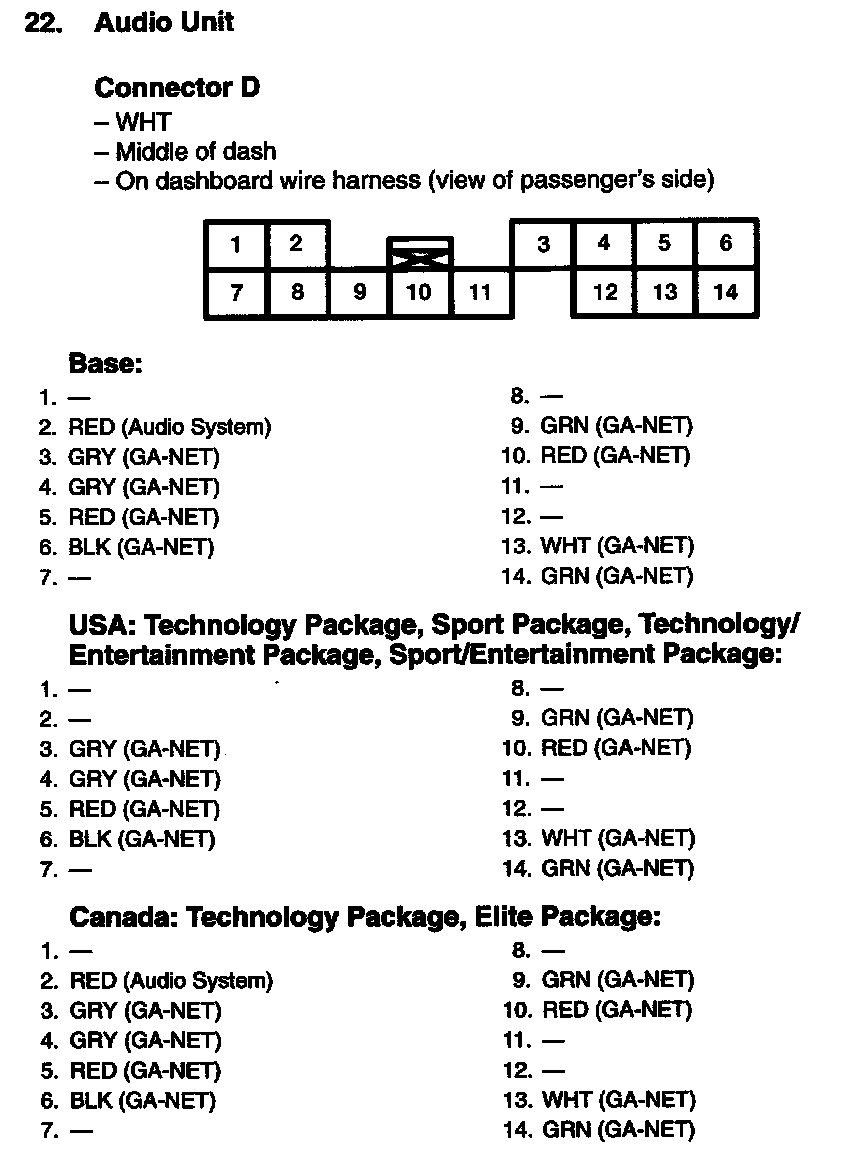 22. Audio Unit
Connector D
– WHT
– Middle of dash
– On dashboard wire harness (view of passenger's side)
1 2 3 4 5 6
7 8 9 10 11 12 13 14
Base:
1. —
2. RED (Audio System)
3. GRY (GA-NET)
4. GRY (GA-NET)
5. RED (GA-NET)
6. BLK (GA-NET)
7. —
8. —
9. GRN (GA-NET)
10. RED (GA-NET)
11. —
12. —
13. WHT (GA-NET)
14. GRN (GA-NET)
USA: Technology Package, Sport Package, Technology/
Entertainment Package, Sport/Entertainment Package:
1. —
2. —
3. GRY (GA-NET)
4. GRY (GA-NET)
5. RED (GA-NET)
6. BLK (GA-NET)
7. —
8. —
9. GRN (GA-NET)
10. RED (GA-NET)
11. —
12. —
13. WHT (GA-NET)
14. GRN (GA-NET)
Canada: Technology Package, Elite Package:
1. —
2. RED (Audio System)
3. GRY (GA-NET)
4. GRY (GA-NET)
5. RED (GA-NET)
6. BLK (GA-NET)
7. —
8. —
9. GRN (GA-NET)
10. RED (GA-NET)
11. —
12. —
13. WHT (GA-NET)
14. GRN (GA-NET)